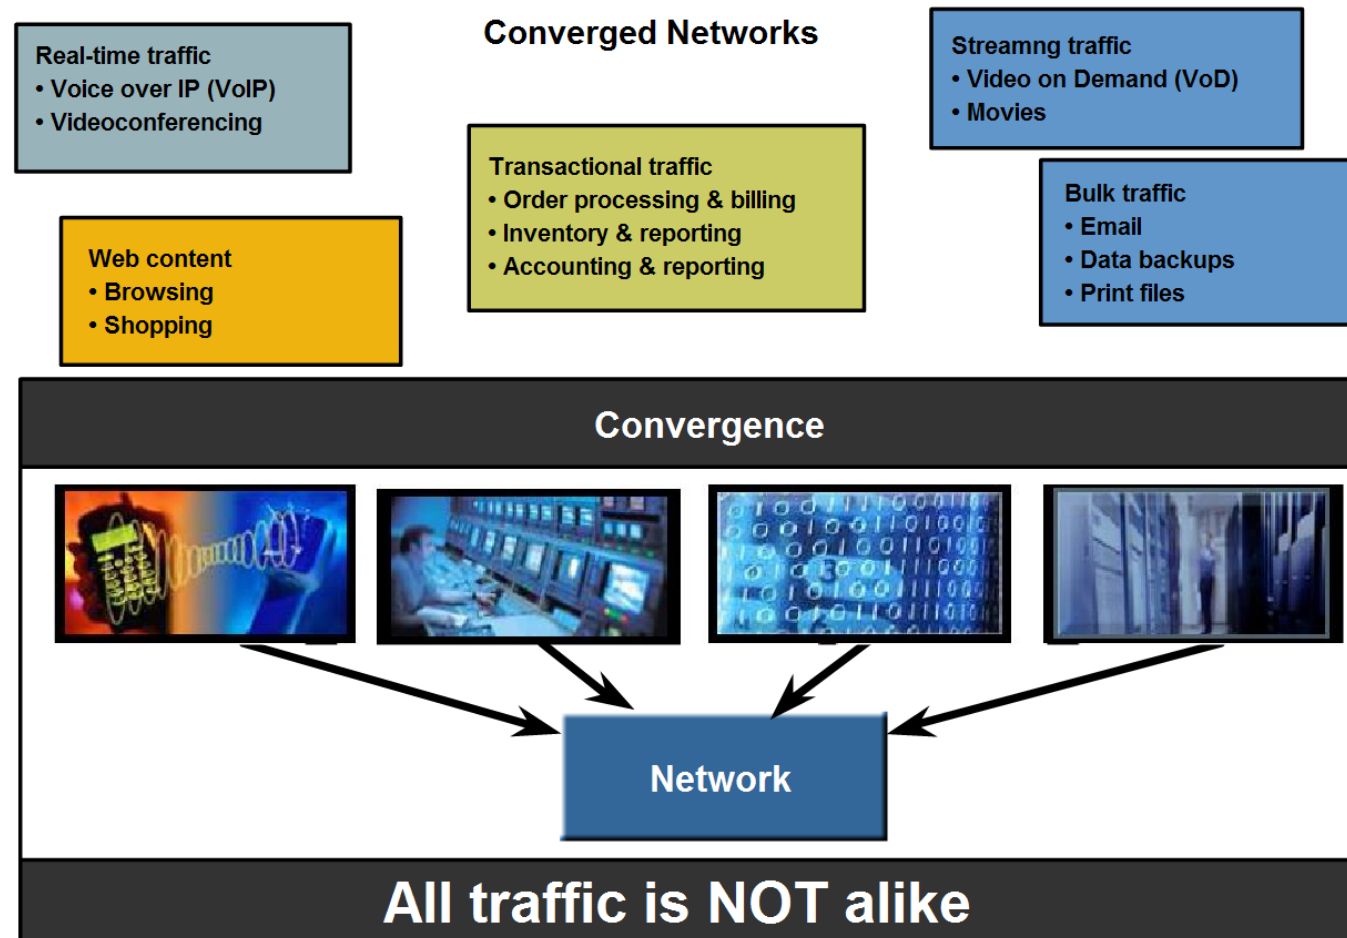 Converged Networks
Real-time traffic
• Voice over IP (VoIP)
• Videoconferencing
Streamng traffic
• Video on Demand (VoD)
• Movies
Transactional traffic
• Order processing & billing
• Inventory & reporting
• Accounting & reporting
Bulk traffic
• Email
• Data backups
• Print files
Web content
• Browsing
• Shopping
Convergence
Network
All traffic is NOT alike